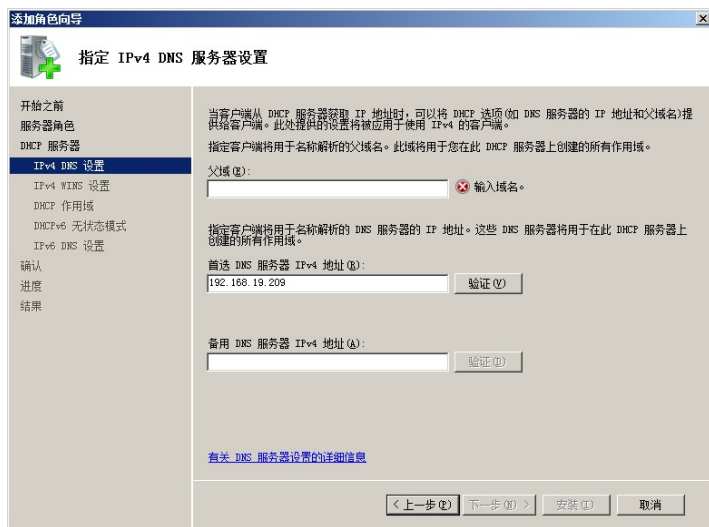 添加角色向导
指定 IPv4 DNS 服务器设置
开始之前
服务器角色
DHCP 服务器
IPv4 DNS 设置
IPv4 WINS 设置
DHCP 作用域
DHCPv6 无状态模式
IPv6 DNS 设置
确认
进度
结果
当客户端从 DHCP 服务器获取 IP 地址时，可以将 DHCP 选项(如 DNS 服务器的 IP 地址和父域名)提
供给客户端。此处提供的设置将被应用于使用 IPv4 的客户端。
指定客户端将用于名称解析的父域名。此域将用于您在此 DHCP 服务器上创建的所有作用域。
父域(E):
输入域名。
指定客户端将用于名称解析的 DNS 服务器的 IP 地址。这些 DNS 服务器将用于在此 DHCP 服务器上
创建的所有作用域。
首选 DNS 服务器 IPv4 地址(R):
192.168.19.209
验证(V)
备用 DNS 服务器 IPv4 地址(A):
验证(D)
有关 DNS 服务器设置的详细信息
< 上一步(P)
下一步(N) >
安装(I)
取消